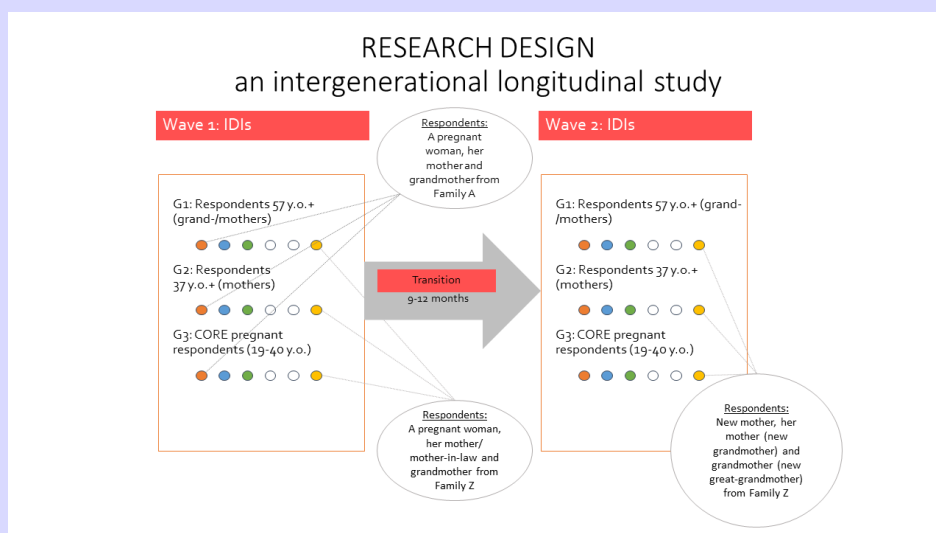 RESEARCH DESIGN
an intergenerational longitudinal study
Wave 1: IDIs
Respondents:
A pregnant
woman, her
mother and
grandmother from
Family A
Wave 2: IDIs
G1: Respondents 57 y.o.+
(grand-/mothers)
G2: Respondents
37 y.o.+ (mothers)
G3: CORE pregnant
respondents (19-40 y.o.)
Transition
9-12 months
G1: Respondents 57 y.o.+ (grand-
/mothers)
G2: Respondents 37 y.o.+
(mothers)
G3: CORE pregnant
respondents (19-40 y.o.)
Respondents:
A pregnant woman,
her mother/
mother-in-law and
grandmother from
Family Z
Respondents:
New mother, her
mother (new
grandmother) and
grandmother (new
great-grandmother)
from Family Z